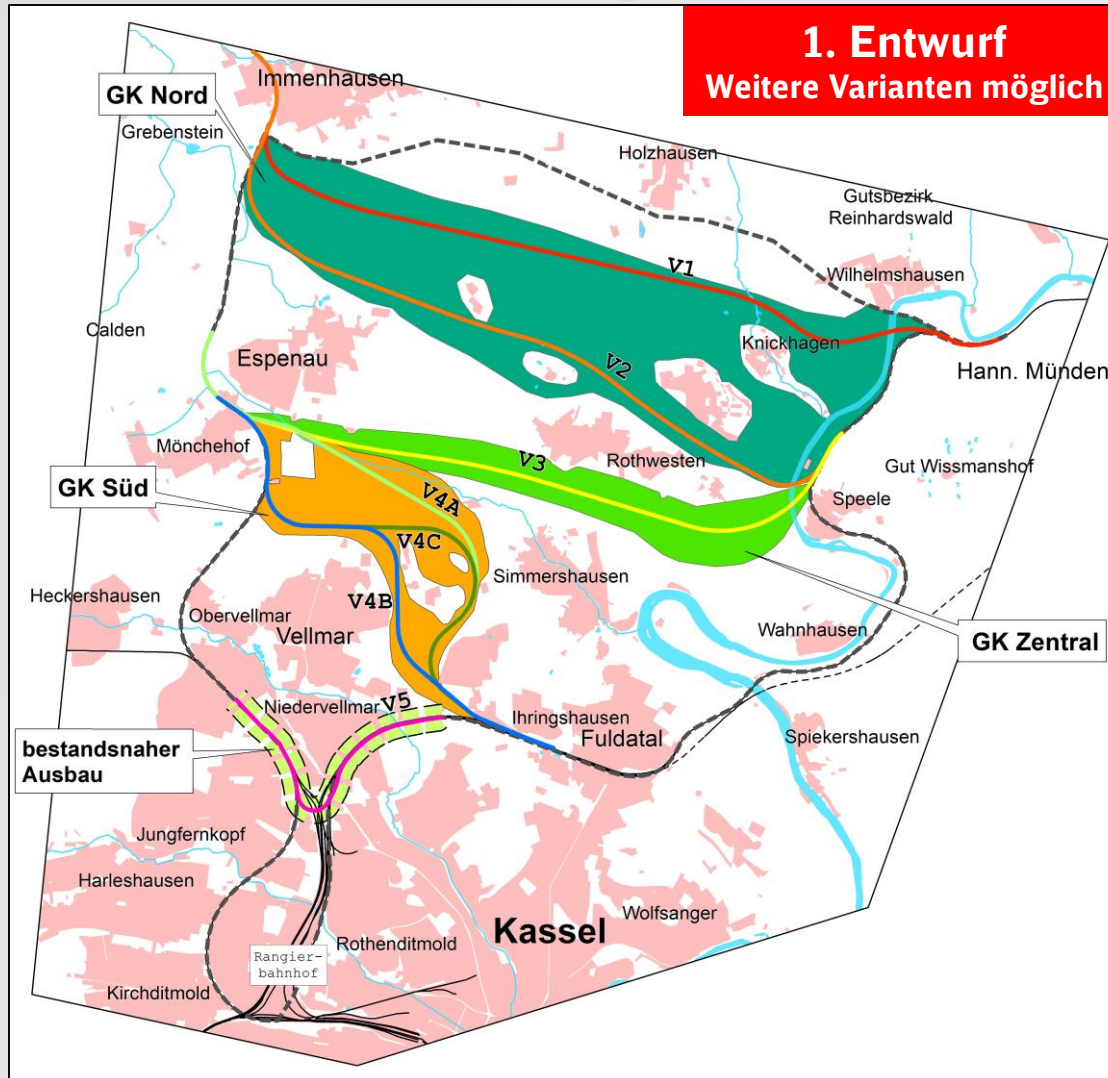 1. Entwurf
Weitere Varianten möglich
Immenhausen
GK Nord
Grebenstein
Holzhausen
Gutsbezirk
Reinhardswald
V1
Wilhelmshausen
Calden
Espenau
Knickhagen
V2
Hann. Münden
Mönchehof
V3
Rothwesten
Gut Wissmanshof
GK Süd
V4A
Speele
V4C
Simmershausen
Heckershausen
V4B
Obervellmar
Vellmar
Wahnhausen
GK Zentral
Niedervellmar
V5
Ihringshausen
Fuldatal
Spiekershausen
bestandsnaher
Ausbau
Jungfernkopf
Harleshausen
Wolfsanger
Kassel
Rothenditmold
Rangier-
bahnhof
Kirchditmold